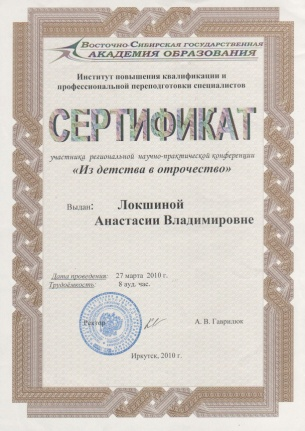 Восточно-Сибирская государственная
АКАДЕМИЯ ОБРАЗОВАНИЯ
Институт повышения квалификации и
профессиональной переподготовки специалистов
СЕРТИФИКАТ
участника региональной научно-практической конференции
«Из детства в отрочество»
Выдан: Локшиной
Анастасии Владимировне
Дата проведения: 27 марта 2010 г.
Трудоёмкость: 8 ауд. час.
Ректор А. В. Гаврилюк
Иркутск, 2010 г.